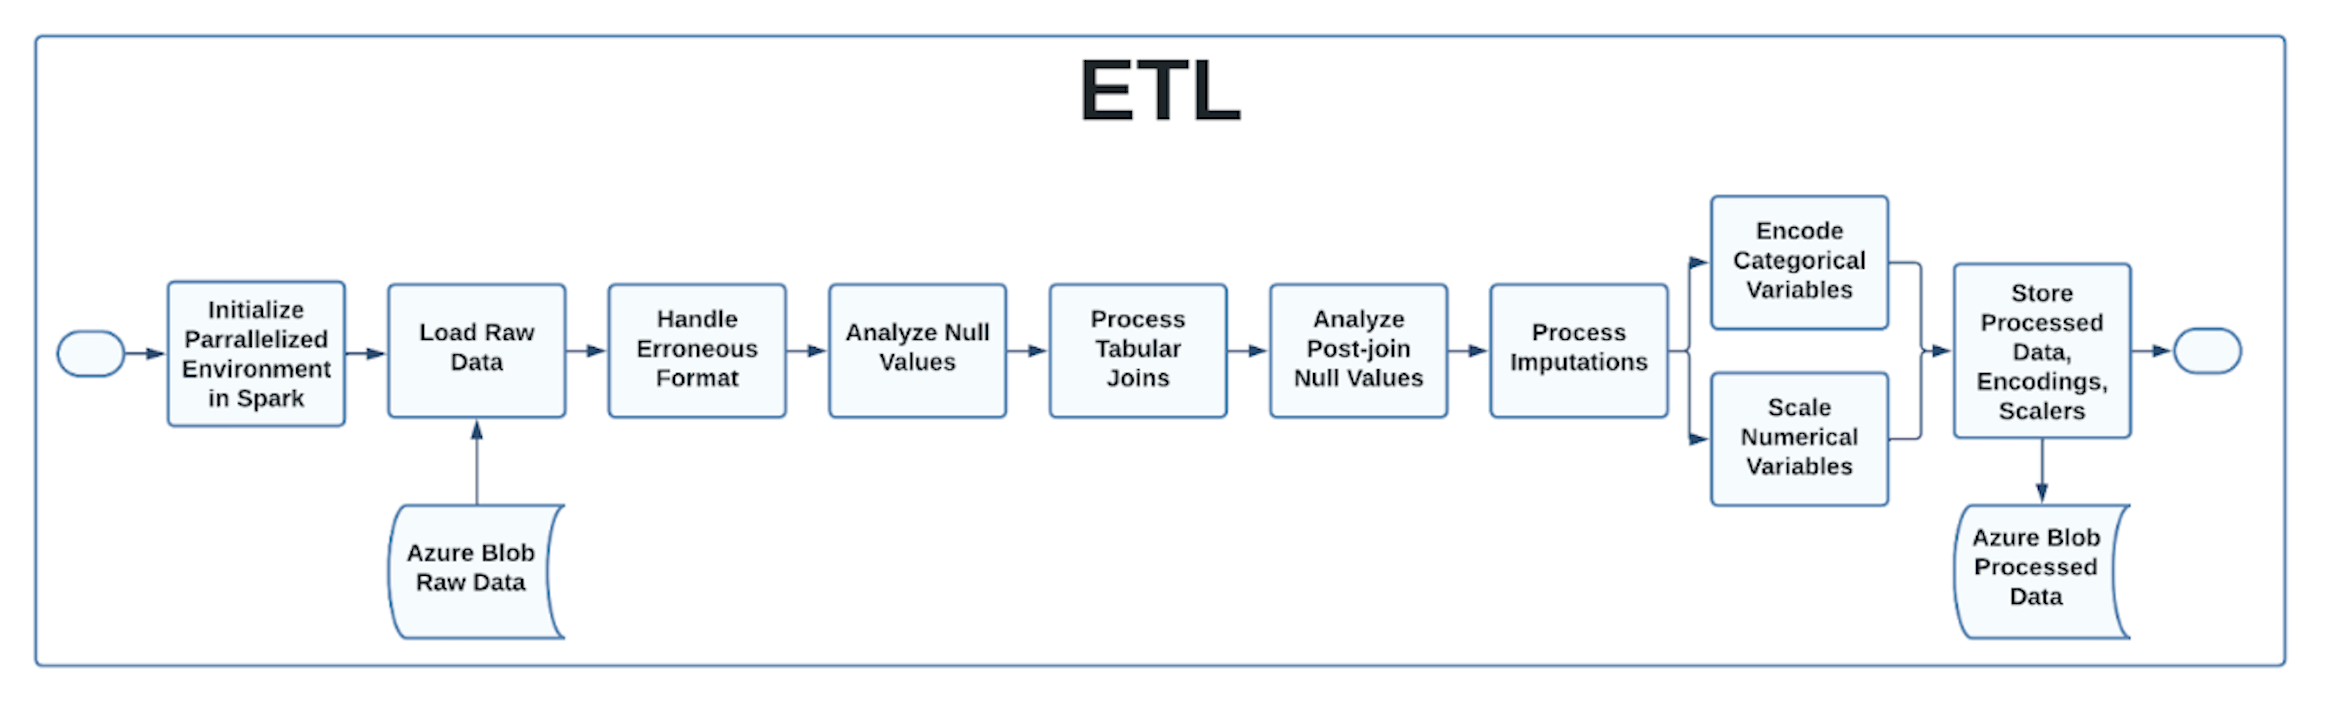 ETL
Initialize
Parrallelized
Environment
in Spark
Load Raw
Data
Handle
Erroneous
Format
Analyze Null
Values
Process
Tabular
Joins
Analyze
Post-join
Null Values
Process
Imputations
Encode
Categorical
Variables
Scale
Numerical
Variables
Store
Processed
Data,
Encodings,
Scalers
Azure Blob
Raw Data
Azure Blob
Processed
Data